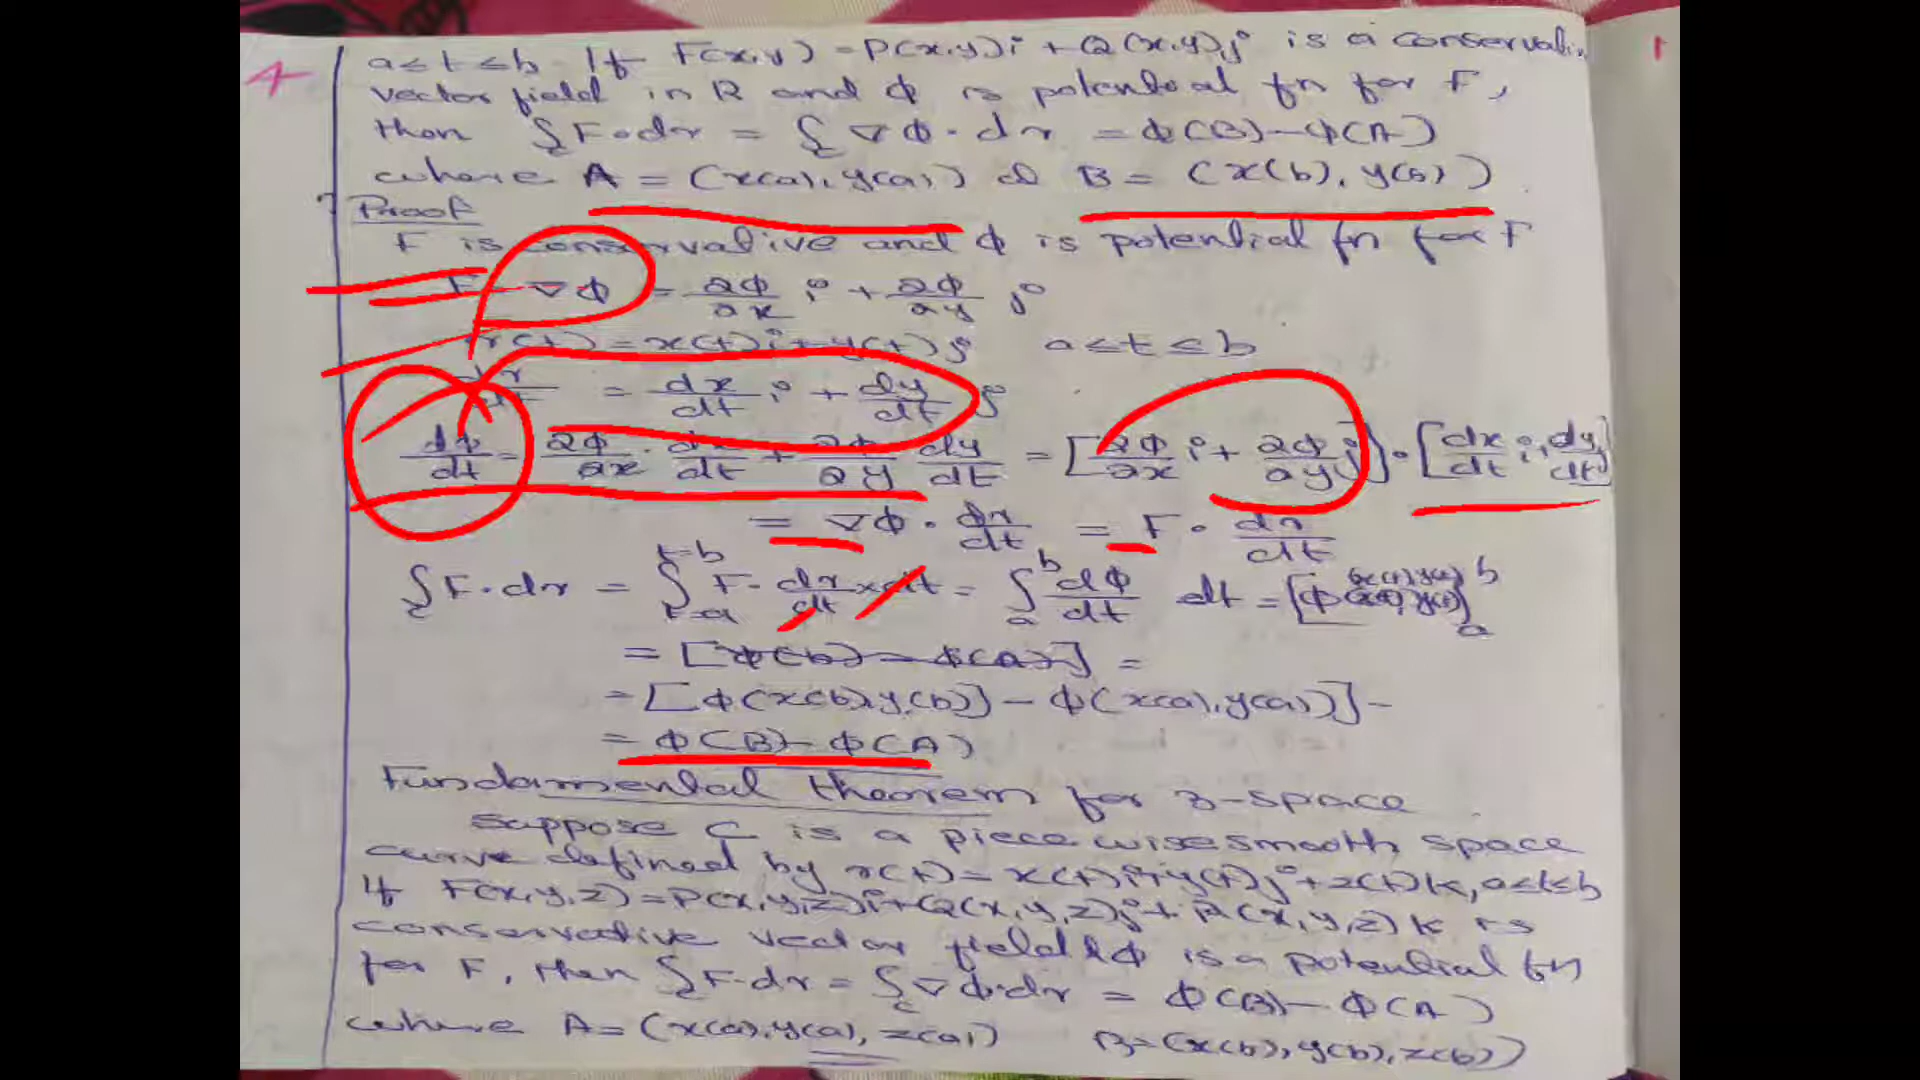 4
a≤t≤b. If F(x,y) = P(x,y)i + Q(x,y)j is a conservative
vector field in R and ϕ is potential fn for F,
then ∫c F·dr = ∫c ∇ϕ·dr = ϕ(B)-ϕ(A)
where A = (x(a), y(a)) & B = (x(b), y(b))
Proof
F is conservative and ϕ is potential fn for F
F = ∇ϕ = ∂ϕ/∂x i + ∂ϕ/∂y j
r(t) = x(t)i + y(t)j a≤t≤b
dr/dt = dx/dt i + dy/dt j
dϕ/dt = ∂ϕ/∂x · dx/dt + ∂ϕ/∂y dy/dt = [∂ϕ/∂x i + ∂ϕ/∂y j] · [dx/dt i, dy/dt j]
= ∇ϕ · dr/dt = F · dr/dt
∫c F·dr = ∫t=a^t=b F · dr/dt × dt = ∫a^b dϕ/dt dt = [ϕ(x(t), y(t))]a^b
= [ϕ(b) - ϕ(a)] =
= [ϕ(x(b), y(b)] - ϕ(x(a), y(a))] -
= ϕ(B) - ϕ(A)
Fundamental theorem for 3-space
Suppose C is a piecewise smooth space
curve defined by r(t) = x(t)i+y(t)j+z(t)k, a≤t≤b
If F(x,y,z) = P(x,y,z)i+Q(x,y,z)j+R(x,y,z)k is
conservative vector field & ϕ is a potential fn
for F, then ∫c F·dr = ∫c ∇ϕ·dr = ϕ(B)-ϕ(A)
where A = (x(a), y(a), z(a)) B = (x(b), y(b), z(b))